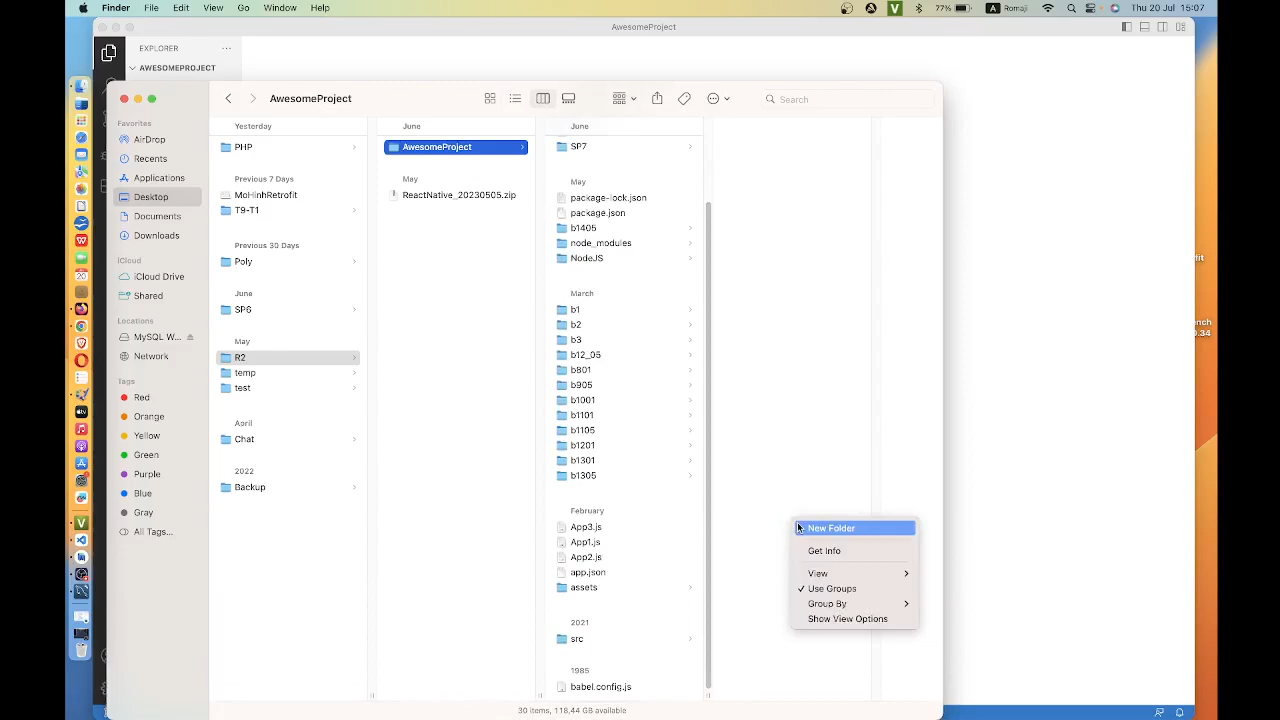 Finder File Edit View Go Window Help
V 77% A Romaji Thu 20 Jul 15:07
AwesomeProject
EXPLORER
AWESOMEPROJECT
AwesomeProject
Search
Favorites
AirDrop
Recents
Applications
Desktop
Documents
Downloads
iCloud
iCloud Drive
Shared
Locations
MySQL W...
Network
Tags
Red
Orange
Yellow
Green
Purple
Blue
Gray
All Tags...
Yesterday
PHP
Previous 7 Days
MoHinhRetrofit
T9-T1
Previous 30 Days
Poly
June
SP6
May
R2
temp
test
April
Chat
2022
Backup
June
AwesomeProject
May
ReactNative_20230505.zip
June
SP7
May
package-lock.json
package.json
b1405
node_modules
NodeJS
March
b1
b2
b3
b12_05
b801
b905
b1001
b1101
b1105
b1201
b1301
b1305
February
App3.js
App1.js
App2.js
app.json
assets
2021
src
1985
babel.config.js
New Folder
Get Info
View
Use Groups
Group By
Show View Options
30 items, 118,44 GB available
fit
ench
0.34